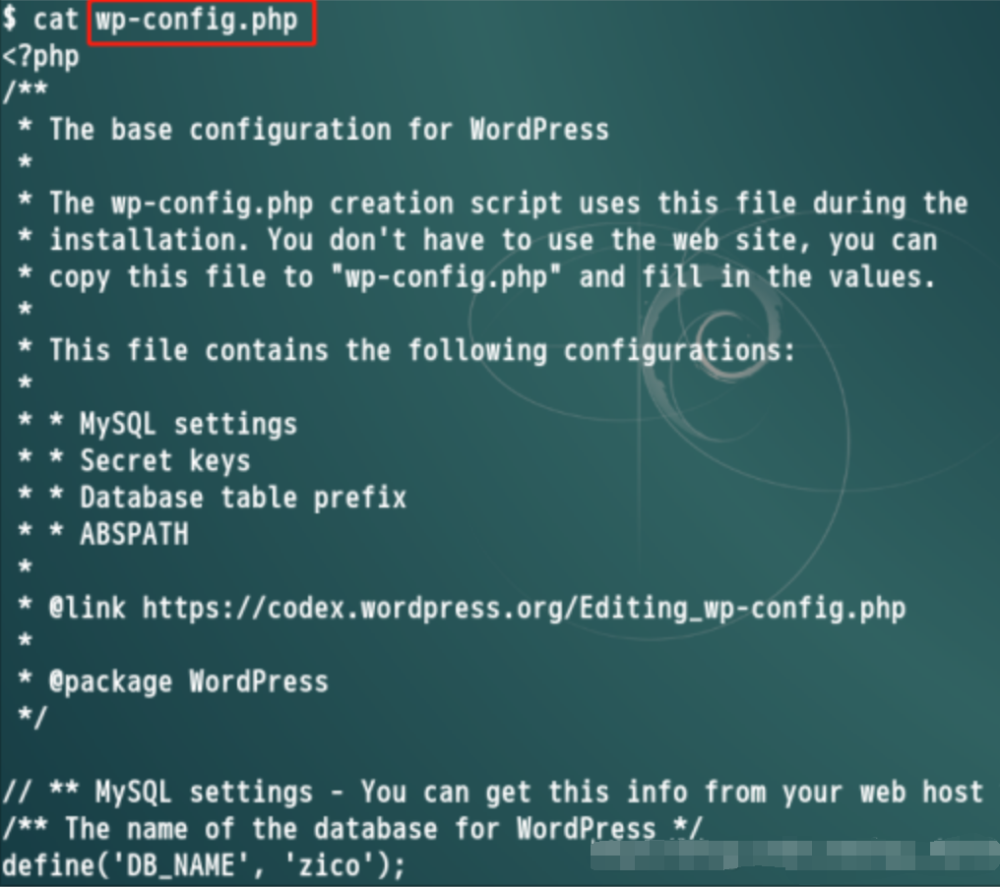 $ cat wp-config.php
<?php
/**
 * The base configuration for WordPress
 *
 * The wp-config.php creation script uses this file during the
 * installation. You don't have to use the web site, you can
 * copy this file to "wp-config.php" and fill in the values.
 *
 * This file contains the following configurations:
 *
 * * MySQL settings
 * * Secret keys
 * * Database table prefix
 * * ABSPATH
 *
 * @link https://codex.wordpress.org/Editing_wp-config.php
 *
 * @package WordPress
 */

// ** MySQL settings - You can get this info from your web host
/** The name of the database for WordPress */
define('DB_NAME', 'zico');